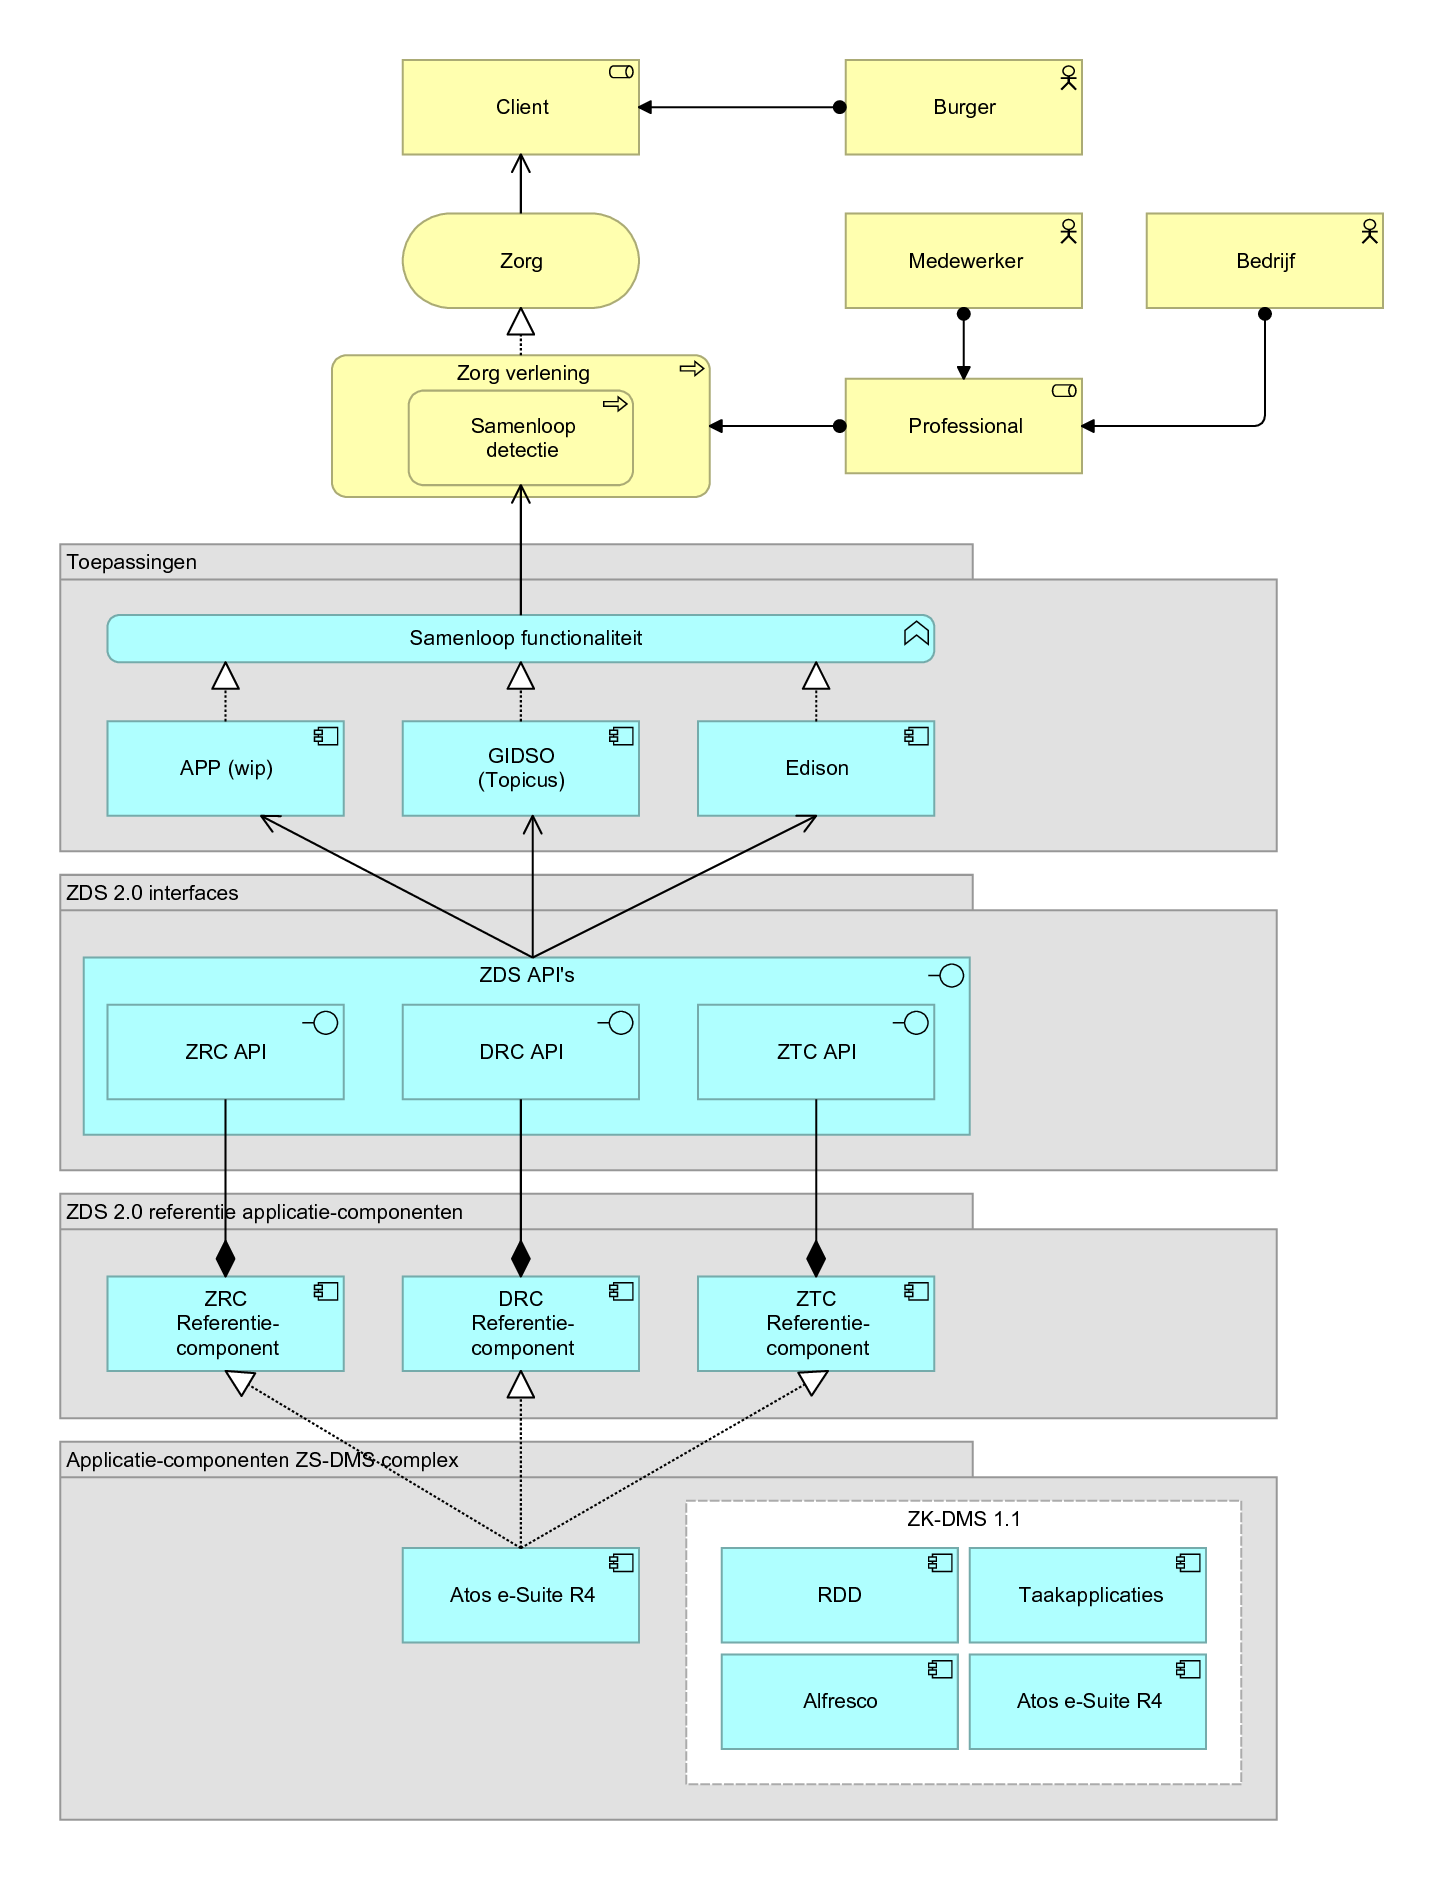 Client
Burger
Zorg
Medewerker
Bedrijf
Zorg verlening
Samenloop
detectie
Professional
Toepassingen
Samenloop functionaliteit
APP (wip)
GIDSO
(Topicus)
Edison
ZDS 2.0 interfaces
ZDS API's
ZRC API
DRC API
ZTC API
ZDS 2.0 referentie applicatie-componenten
ZRC
Referentie-
component
DRC
Referentie-
component
ZTC
Referentie-
component
Applicatie-componenten ZS-DMS complex
ZK-DMS 1.1
Atos e-Suite R4
RDD
Taakapplicaties
Alfresco
Atos e-Suite R4